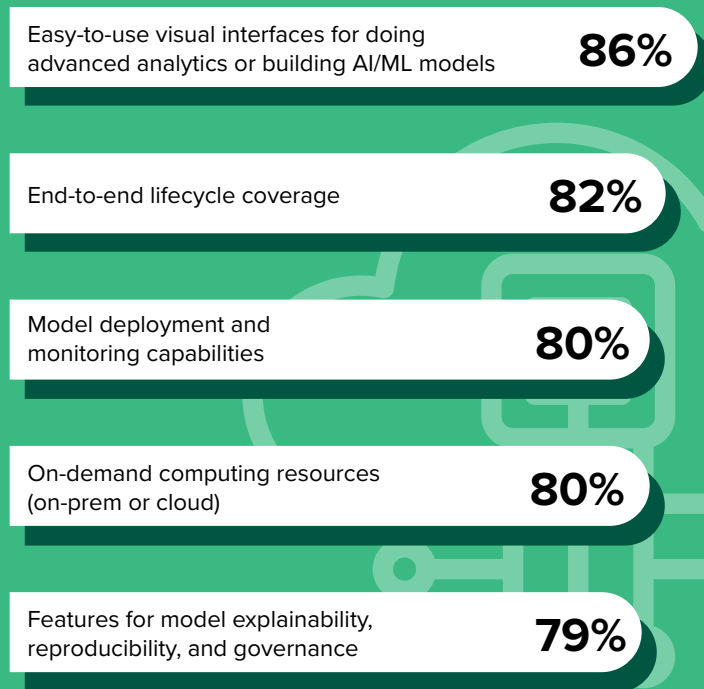 Easy-to-use visual interfaces for doing
advanced analytics or building AI/ML models
86%
End-to-end lifecycle coverage
82%
Model deployment and
monitoring capabilities
80%
On-demand computing resources
(on-prem or cloud)
80%
Features for model explainability,
reproducibility, and governance
79%